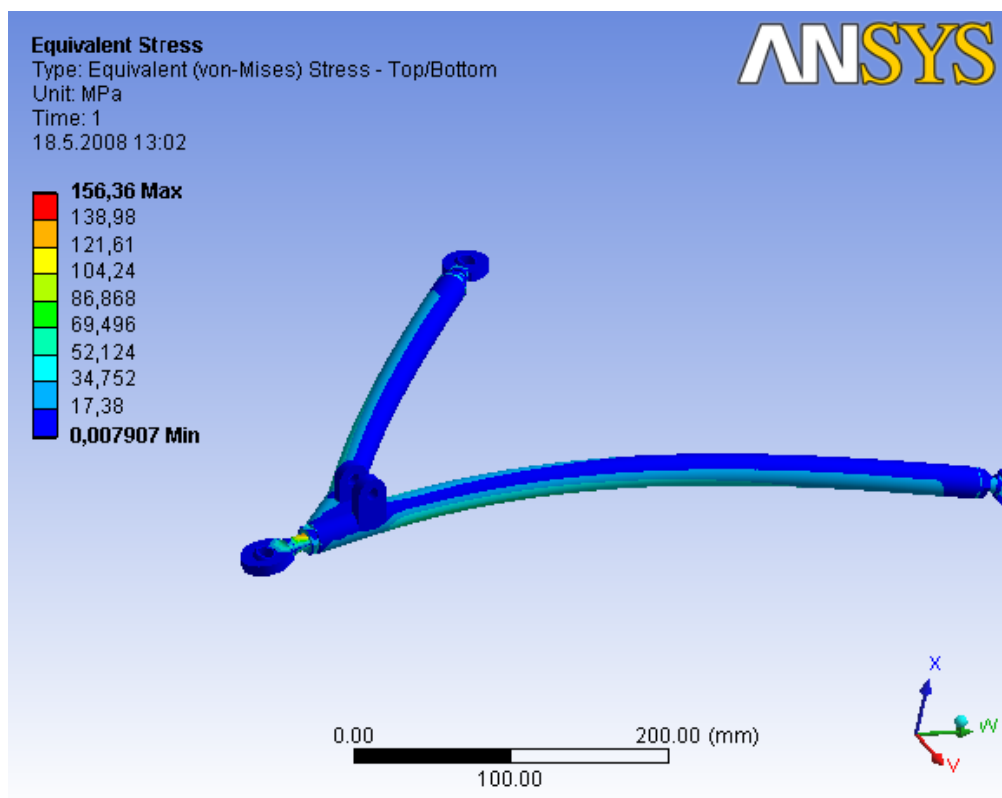 Equivalent Stress
Type: Equivalent (von-Mises) Stress - Top/Bottom
Unit: MPa
Time: 1
18.5.2008 13:02
ANSYS
156,36 Max
138,98
121,61
104,24
86,868
69,496
52,124
34,752
17,38
0,007907 Min
X
W
V
0.00 200.00 (mm)
100.00